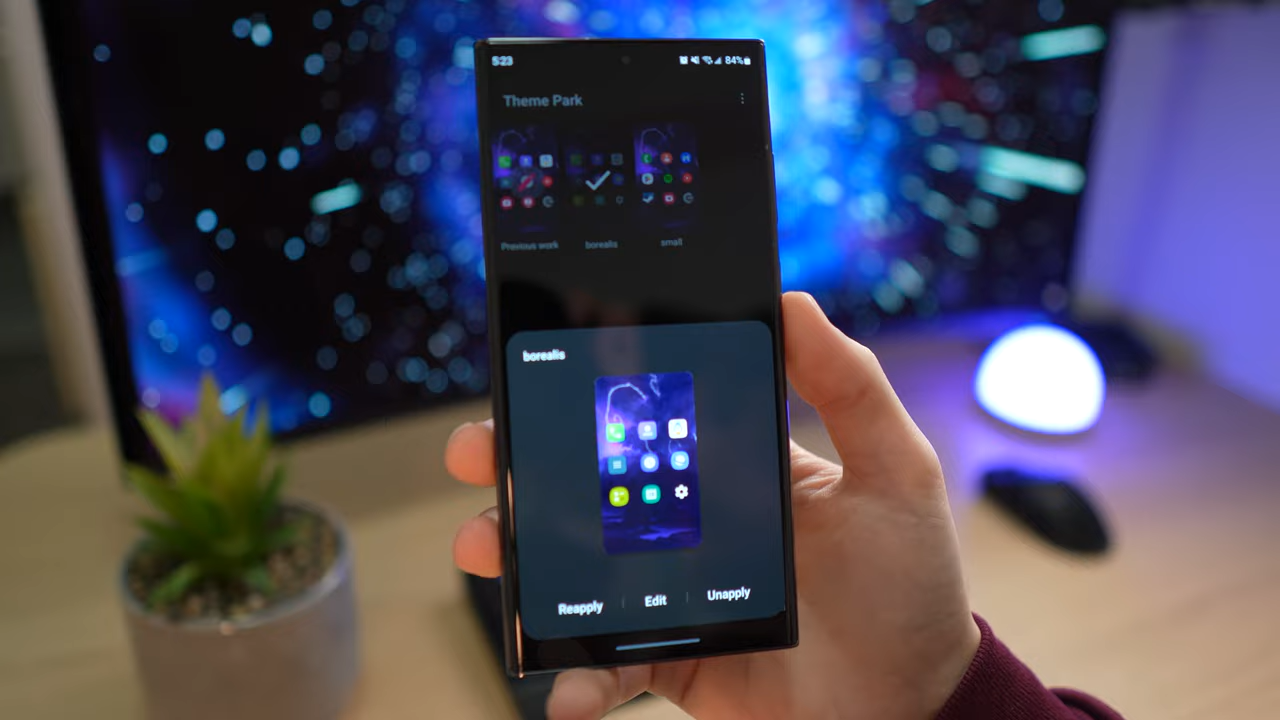 5:23 84%
Theme Park
Previous work borealis small
borealis
Reapply Edit Unapply